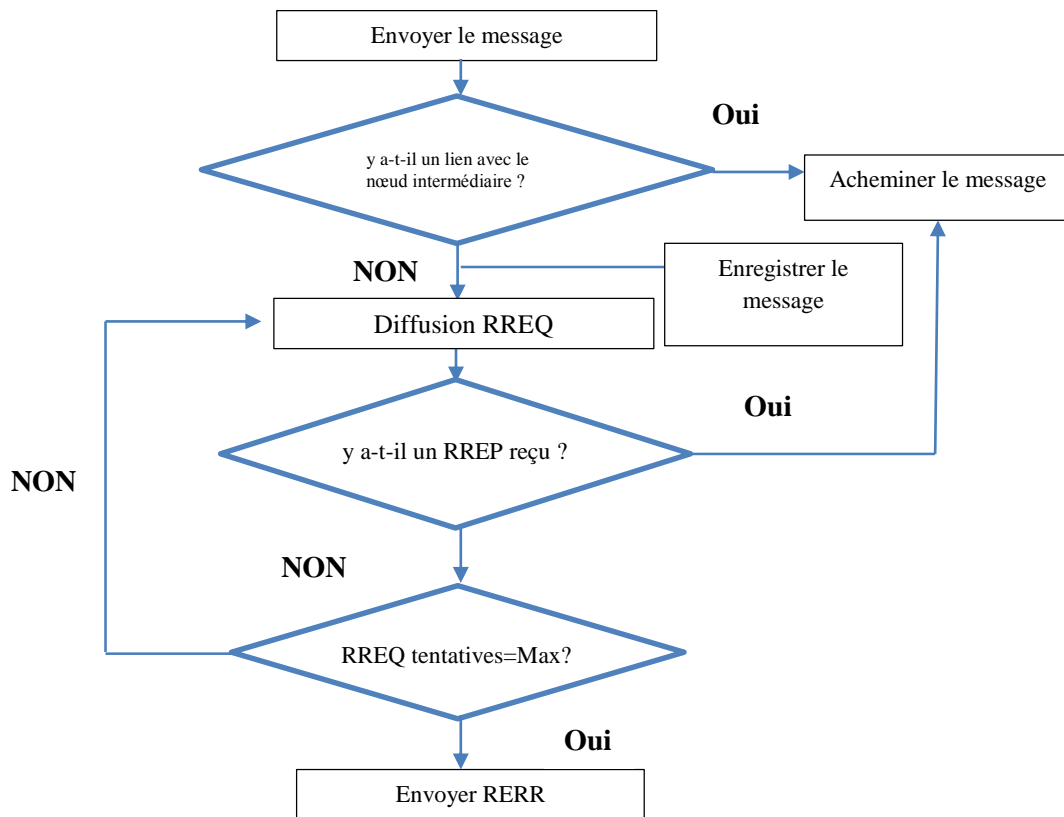 Envoyer le message
Oui
y a-t-il un lien avec le
nœud intermédiaire ?
Acheminer le message
NON
Enregistrer le
message
Diffusion RREQ
Oui
y a-t-il un RREP reçu ?
NON
NON
RREQ tentatives=Max?
Oui
Envoyer RERR